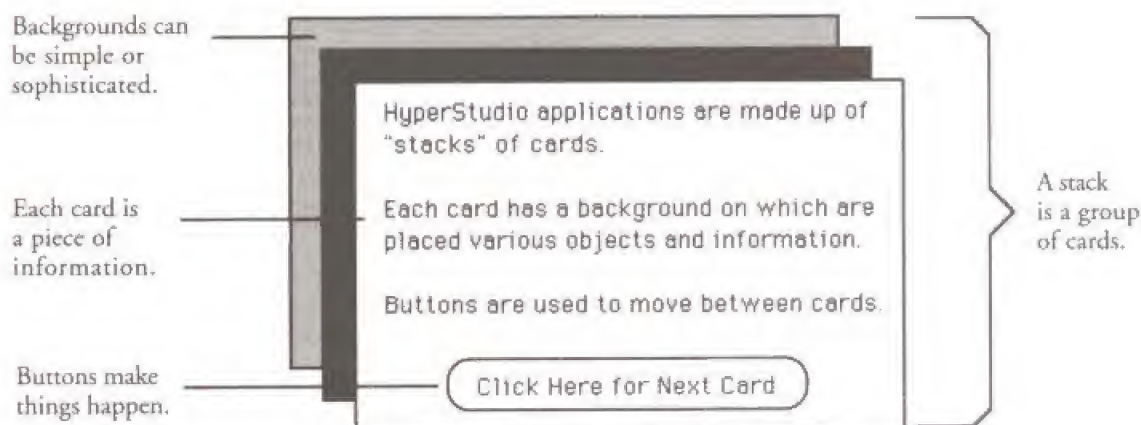 Backgrounds can
be simple or
sophisticated.
HyperStudio applications are made up of
"stacks" of cards.
Each card has a background on which are
placed various objects and information.
Buttons are used to move between cards.
Click Here for Next Card
Each card is
a piece of
information.
Buttons make
things happen.
A stack
is a group
of cards.